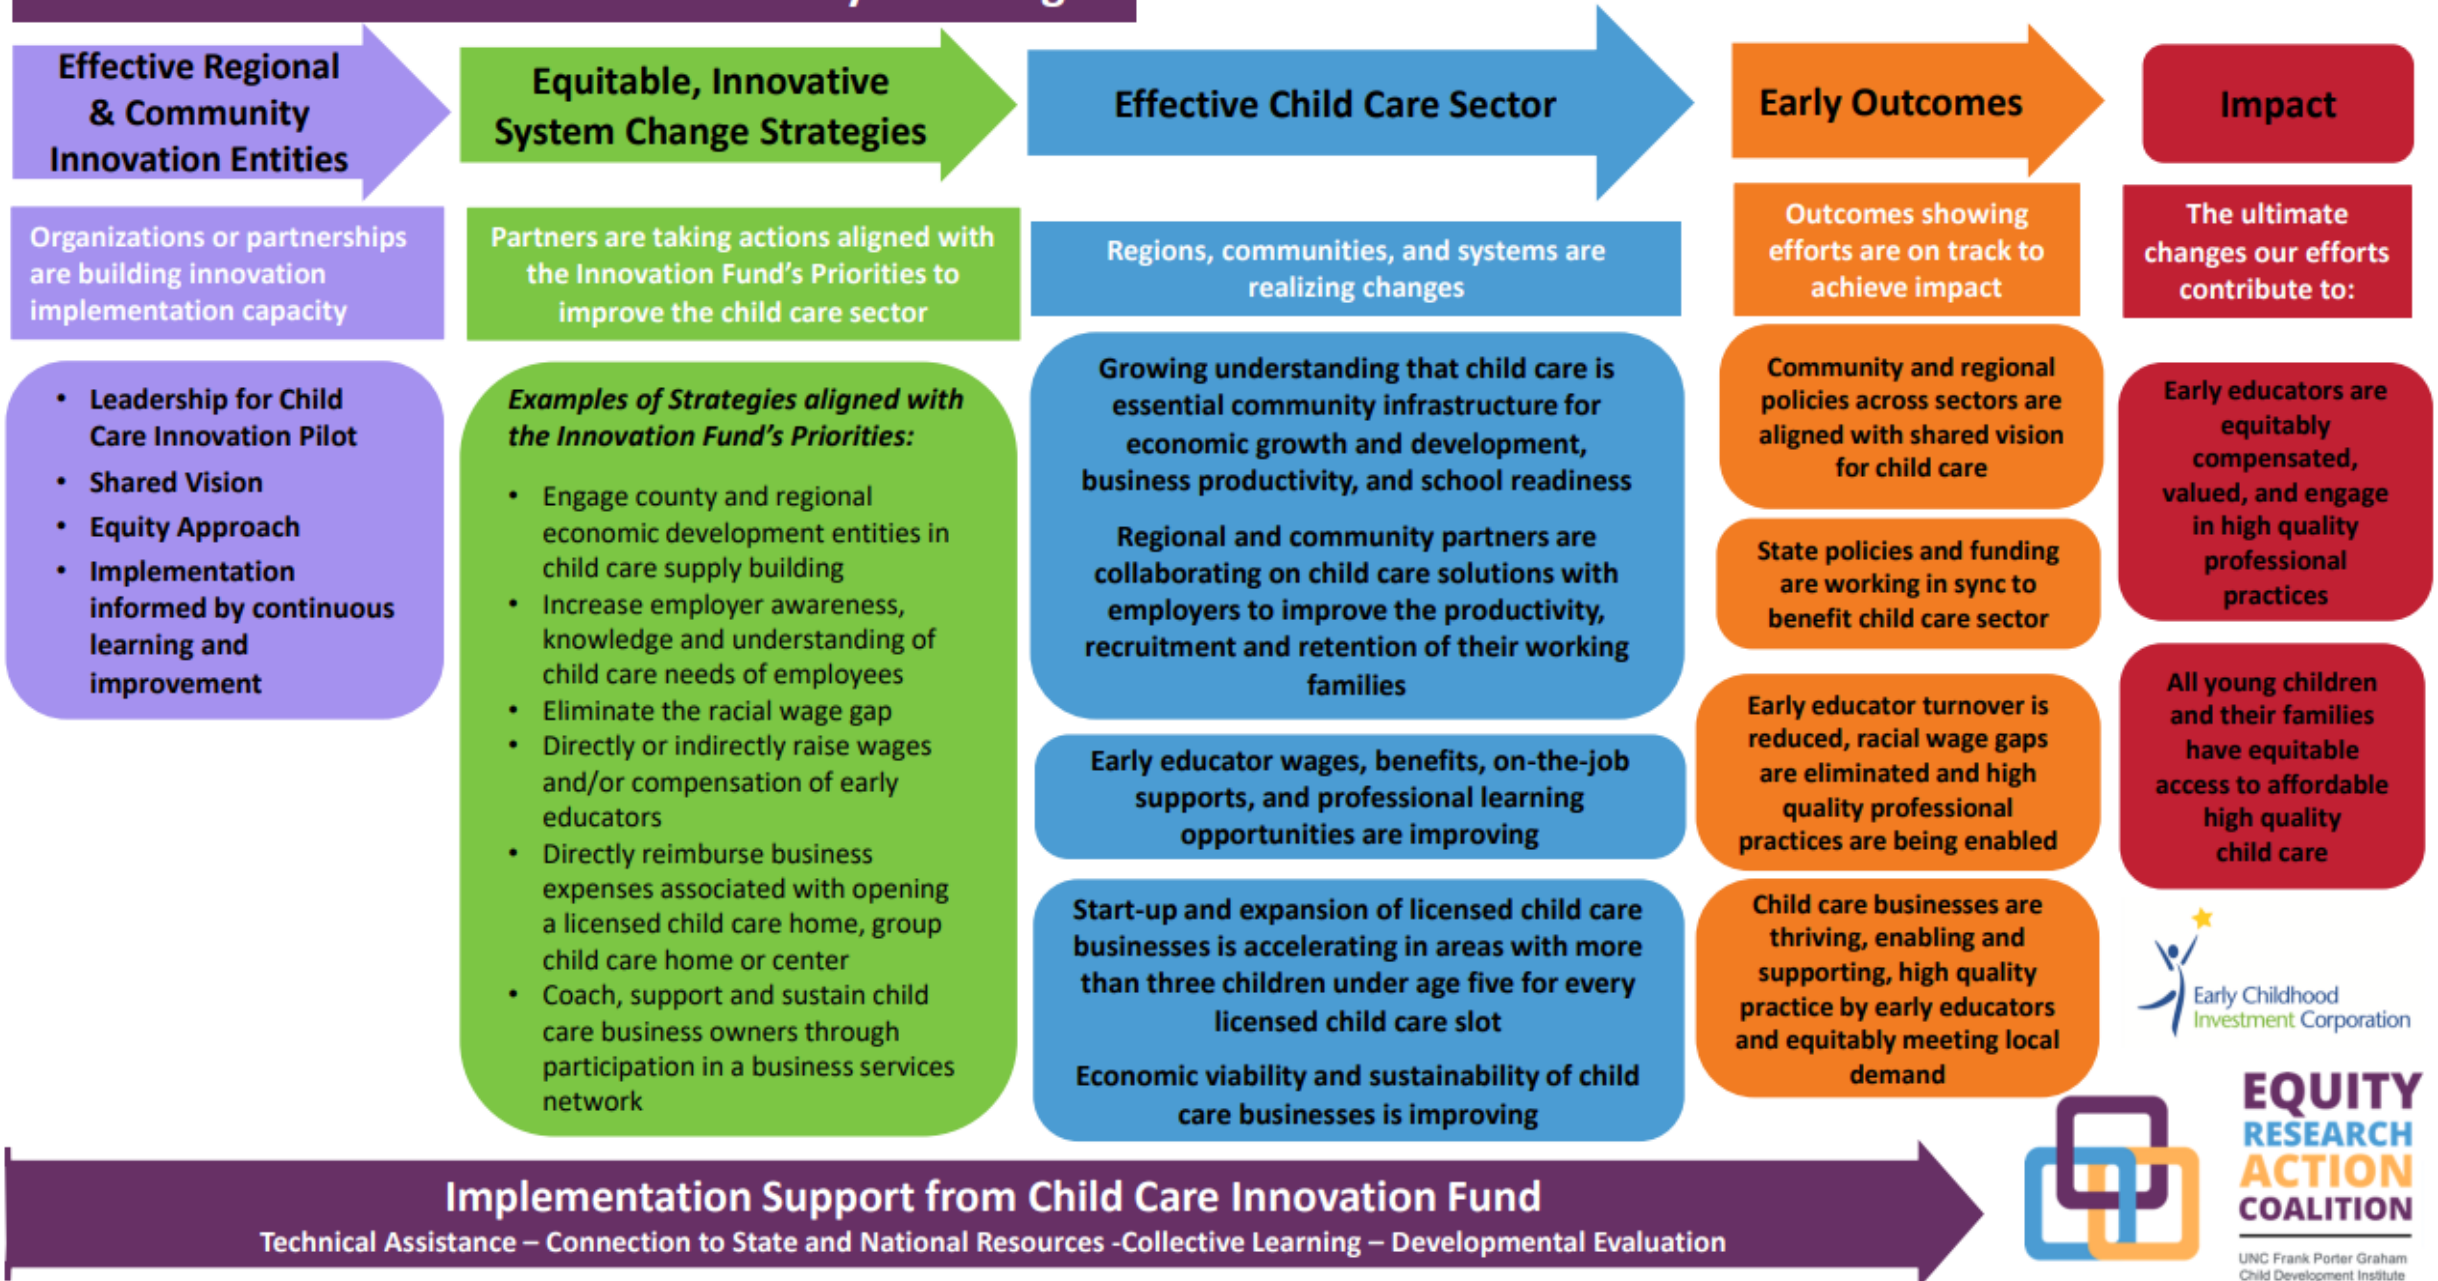 Effective Regional
& Community
Innovation Entities
Organizations or partnerships
are building innovation
implementation capacity
• Leadership for Child
Care Innovation Pilot
• Shared Vision
• Equity Approach
• Implementation
informed by continuous
learning and
improvement
Equitable, Innovative
System Change Strategies
Partners are taking actions aligned with
the Innovation Fund's Priorities to
improve the child care sector
Examples of Strategies aligned with
the Innovation Fund's Priorities:
• Engage county and regional
economic development entities in
child care supply building
• Increase employer awareness,
knowledge and understanding of
child care needs of employees
• Eliminate the racial wage gap
• Directly or indirectly raise wages
and/or compensation of early
educators
• Directly reimburse business
expenses associated with opening
a licensed child care home, group
child care home or center
• Coach, support and sustain child
care business owners through
participation in a business services
network
Effective Child Care Sector
Regions, communities, and systems are
realizing changes
Growing understanding that child care is
essential community infrastructure for
economic growth and development,
business productivity, and school readiness
Regional and community partners are
collaborating on child care solutions with
employers to improve the productivity,
recruitment and retention of their working
families
Early educator wages, benefits, on-the-job
supports, and professional learning
opportunities are improving
Start-up and expansion of licensed child care
businesses is accelerating in areas with more
than three children under age five for every
licensed child care slot
Economic viability and sustainability of child
care businesses is improving
Early Outcomes
Outcomes showing
efforts are on track to
achieve impact
Community and regional
policies across sectors are
aligned with shared vision
for child care
State policies and funding
are working in sync to
benefit child care sector
Early educator turnover is
reduced, racial wage gaps
are eliminated and high
quality professional
practices are being enabled
Child care businesses are
thriving, enabling and
supporting, high quality
practice by early educators
and equitably meeting local
demand
Impact
The ultimate
changes our efforts
contribute to:
Early educators are
equitably
compensated,
valued, and engage
in high quality
professional
practices
All young children
and their families
have equitable
access to affordable
high quality
child care
Early Childhood
Investment Corporation
EQUITY
RESEARCH
ACTION
COALITION
UNC Frank Porter Graham
Child Development Institute
Implementation Support from Child Care Innovation Fund
Technical Assistance – Connection to State and National Resources -Collective Learning – Developmental Evaluation